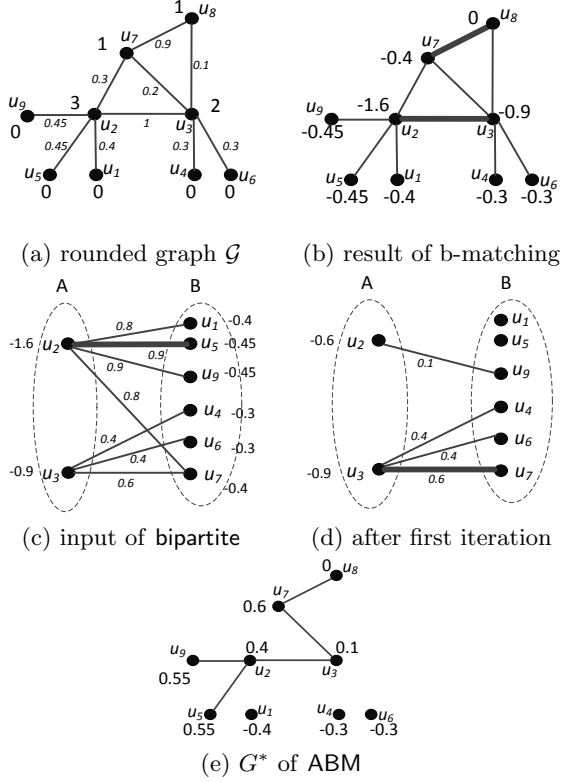 1
u8
1
u7
0.9
0.1
0.3
0.2
u9
3
2
0.45
u2
1
u3
0
0.45
0.4
0.3
0.3
u5
u1
u4
u6
0
0
0
0
(a) rounded graph G
0
u8
u7
-0.4
u9
-1.6
-0.9
u2
u3
-0.45
u5
u1
u4
u6
-0.45
-0.4
-0.3
-0.3
(b) result of b-matching
A
B
0.8
u1
-0.4
-1.6
u2
0.9
u5
-0.45
0.9
u9
-0.45
0.8
u4
-0.3
0.4
u6
-0.3
0.4
-0.9
u3
0.6
u7
-0.4
(c) input of bipartite
A
B
u1
-0.6
u2
u5
0.1
u9
u4
0.4
u6
0.4
-0.9
u3
0.6
u7
(d) after first iteration
0
u8
u7
0.6
u9
0.4
0.1
0.55
u2
u3
u5
u1
u4
u6
0.55
-0.4
-0.3
-0.3
(e) G* of ABM